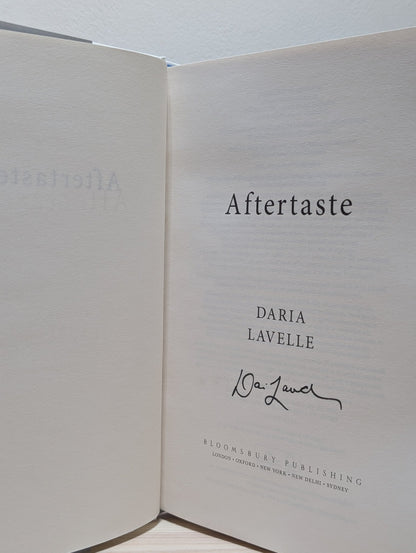 Aftertaste
DARIA
LAVELLE
BLOOMSBURY PUBLISHING
LONDON • OXFORD • NEW YORK • NEW DELHI • SYDNEY